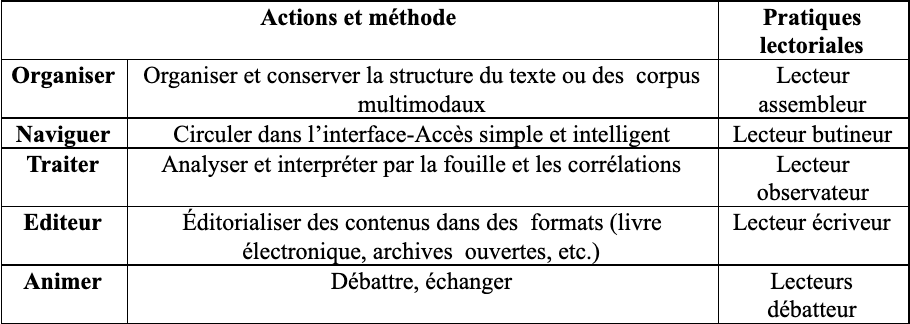 Actions et méthode
Pratiques
lectoriales
Organiser
Organiser et conserver la structure du texte ou des corpus
multimodaux
Lecteur
assembleur
Naviguer
Circuler dans l’interface-Accès simple et intelligent
Lecteur butineur
Traiter
Analyser et interpréter par la fouille et les corrélations
Lecteur
observateur
Editeur
Éditorialiser des contenus dans des formats (livre
électronique, archives ouvertes, etc.)
Lecteur écriveur
Animer
Débattre, échanger
Lecteurs
débatteur